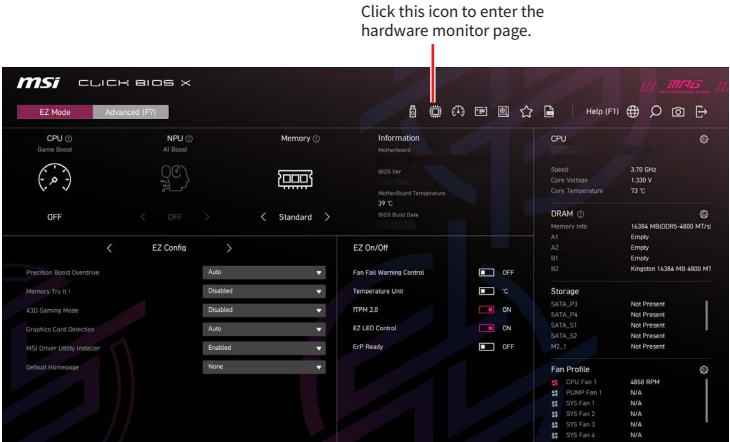 Click this icon to enter the
hardware monitor page.
msi CLICK BIOS X
MPG
EZ Mode Advanced (F7)
Help (F1)
CPU
Game Boost
OFF
NPU
AI Boost
OFF
Memory
Standard
Information
Motherboard
BIOS Ver
MotherBoard Temperature
39 °C
BIOS Build Date
CPU
Speed 3.70 GHz
Core Voltage 1.330 V
Core Temperature 73 °C
DRAM
Memory Info 16384 MB(DDR5-4800 MT/s)
A1 Empty
A2 Empty
B1 Empty
B2 Kingston 16384 MB 4800 MT
Storage
SATA_P3 Not Present
SATA_P4 Not Present
SATA_S1 Not Present
SATA_S2 Not Present
M2_1 Not Present
Fan Profile
CPU Fan 1 4858 RPM
PUMP Fan 1 N/A
SYS Fan 1 N/A
SYS Fan 2 N/A
SYS Fan 3 N/A
SYS Fan 4 N/A
EZ Config
Precision Boost Overdrive Auto
Memory Try It ! Disabled
X3D Gaming Mode Disabled
Graphics Card Detection Auto
MSI Driver Utility Installer Enabled
Default Homepage None
EZ On/Off
Fan Fail Warning Control OFF
Temperature Unit °C
fTPM 2.0 ON
EZ LED Control ON
ErP Ready OFF